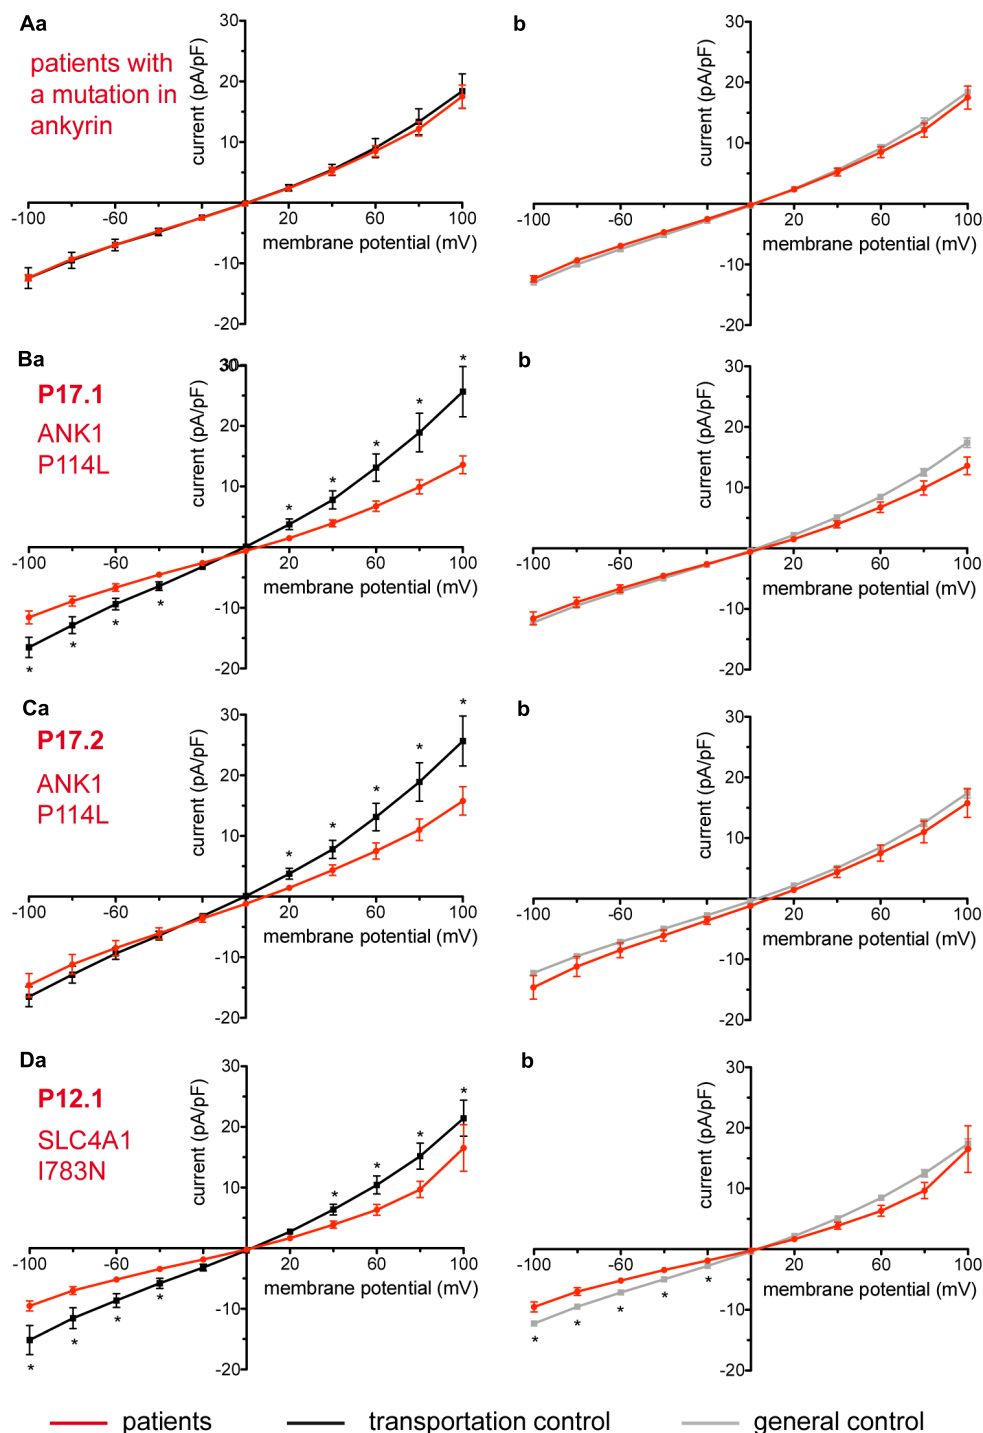 Aa
patients with
a mutation in
ankyrin
current (pA/pF)
30
20
10
-10
-20
-100
-60
20
60
100
membrane potential (mV)
b
current (pA/pF)
30
20
10
-10
-20
-100
-60
20
60
100
membrane potential (mV)
Ba
P17.1
ANK1
P114L
current (pA/pF)
30
20
10
-10
-20
-100
-60
20
60
100
membrane potential (mV)
* * * * * * * * *
b
current (pA/pF)
30
20
10
-10
-20
-100
-60
20
60
100
membrane potential (mV)
Ca
P17.2
ANK1
P114L
current (pA/pF)
30
20
10
-10
-20
-100
-60
20
60
100
membrane potential (mV)
* * * * *
b
current (pA/pF)
30
20
10
-10
-20
-100
-60
20
60
100
membrane potential (mV)
Da
P12.1
SLC4A1
I783N
current (pA/pF)
30
20
10
-10
-20
-100
-60
20
60
100
membrane potential (mV)
* * * * * * * *
b
current (pA/pF)
30
20
10
-10
-20
-100
-60
20
60
100
membrane potential (mV)
* * * * *
patients
transportation control
general control